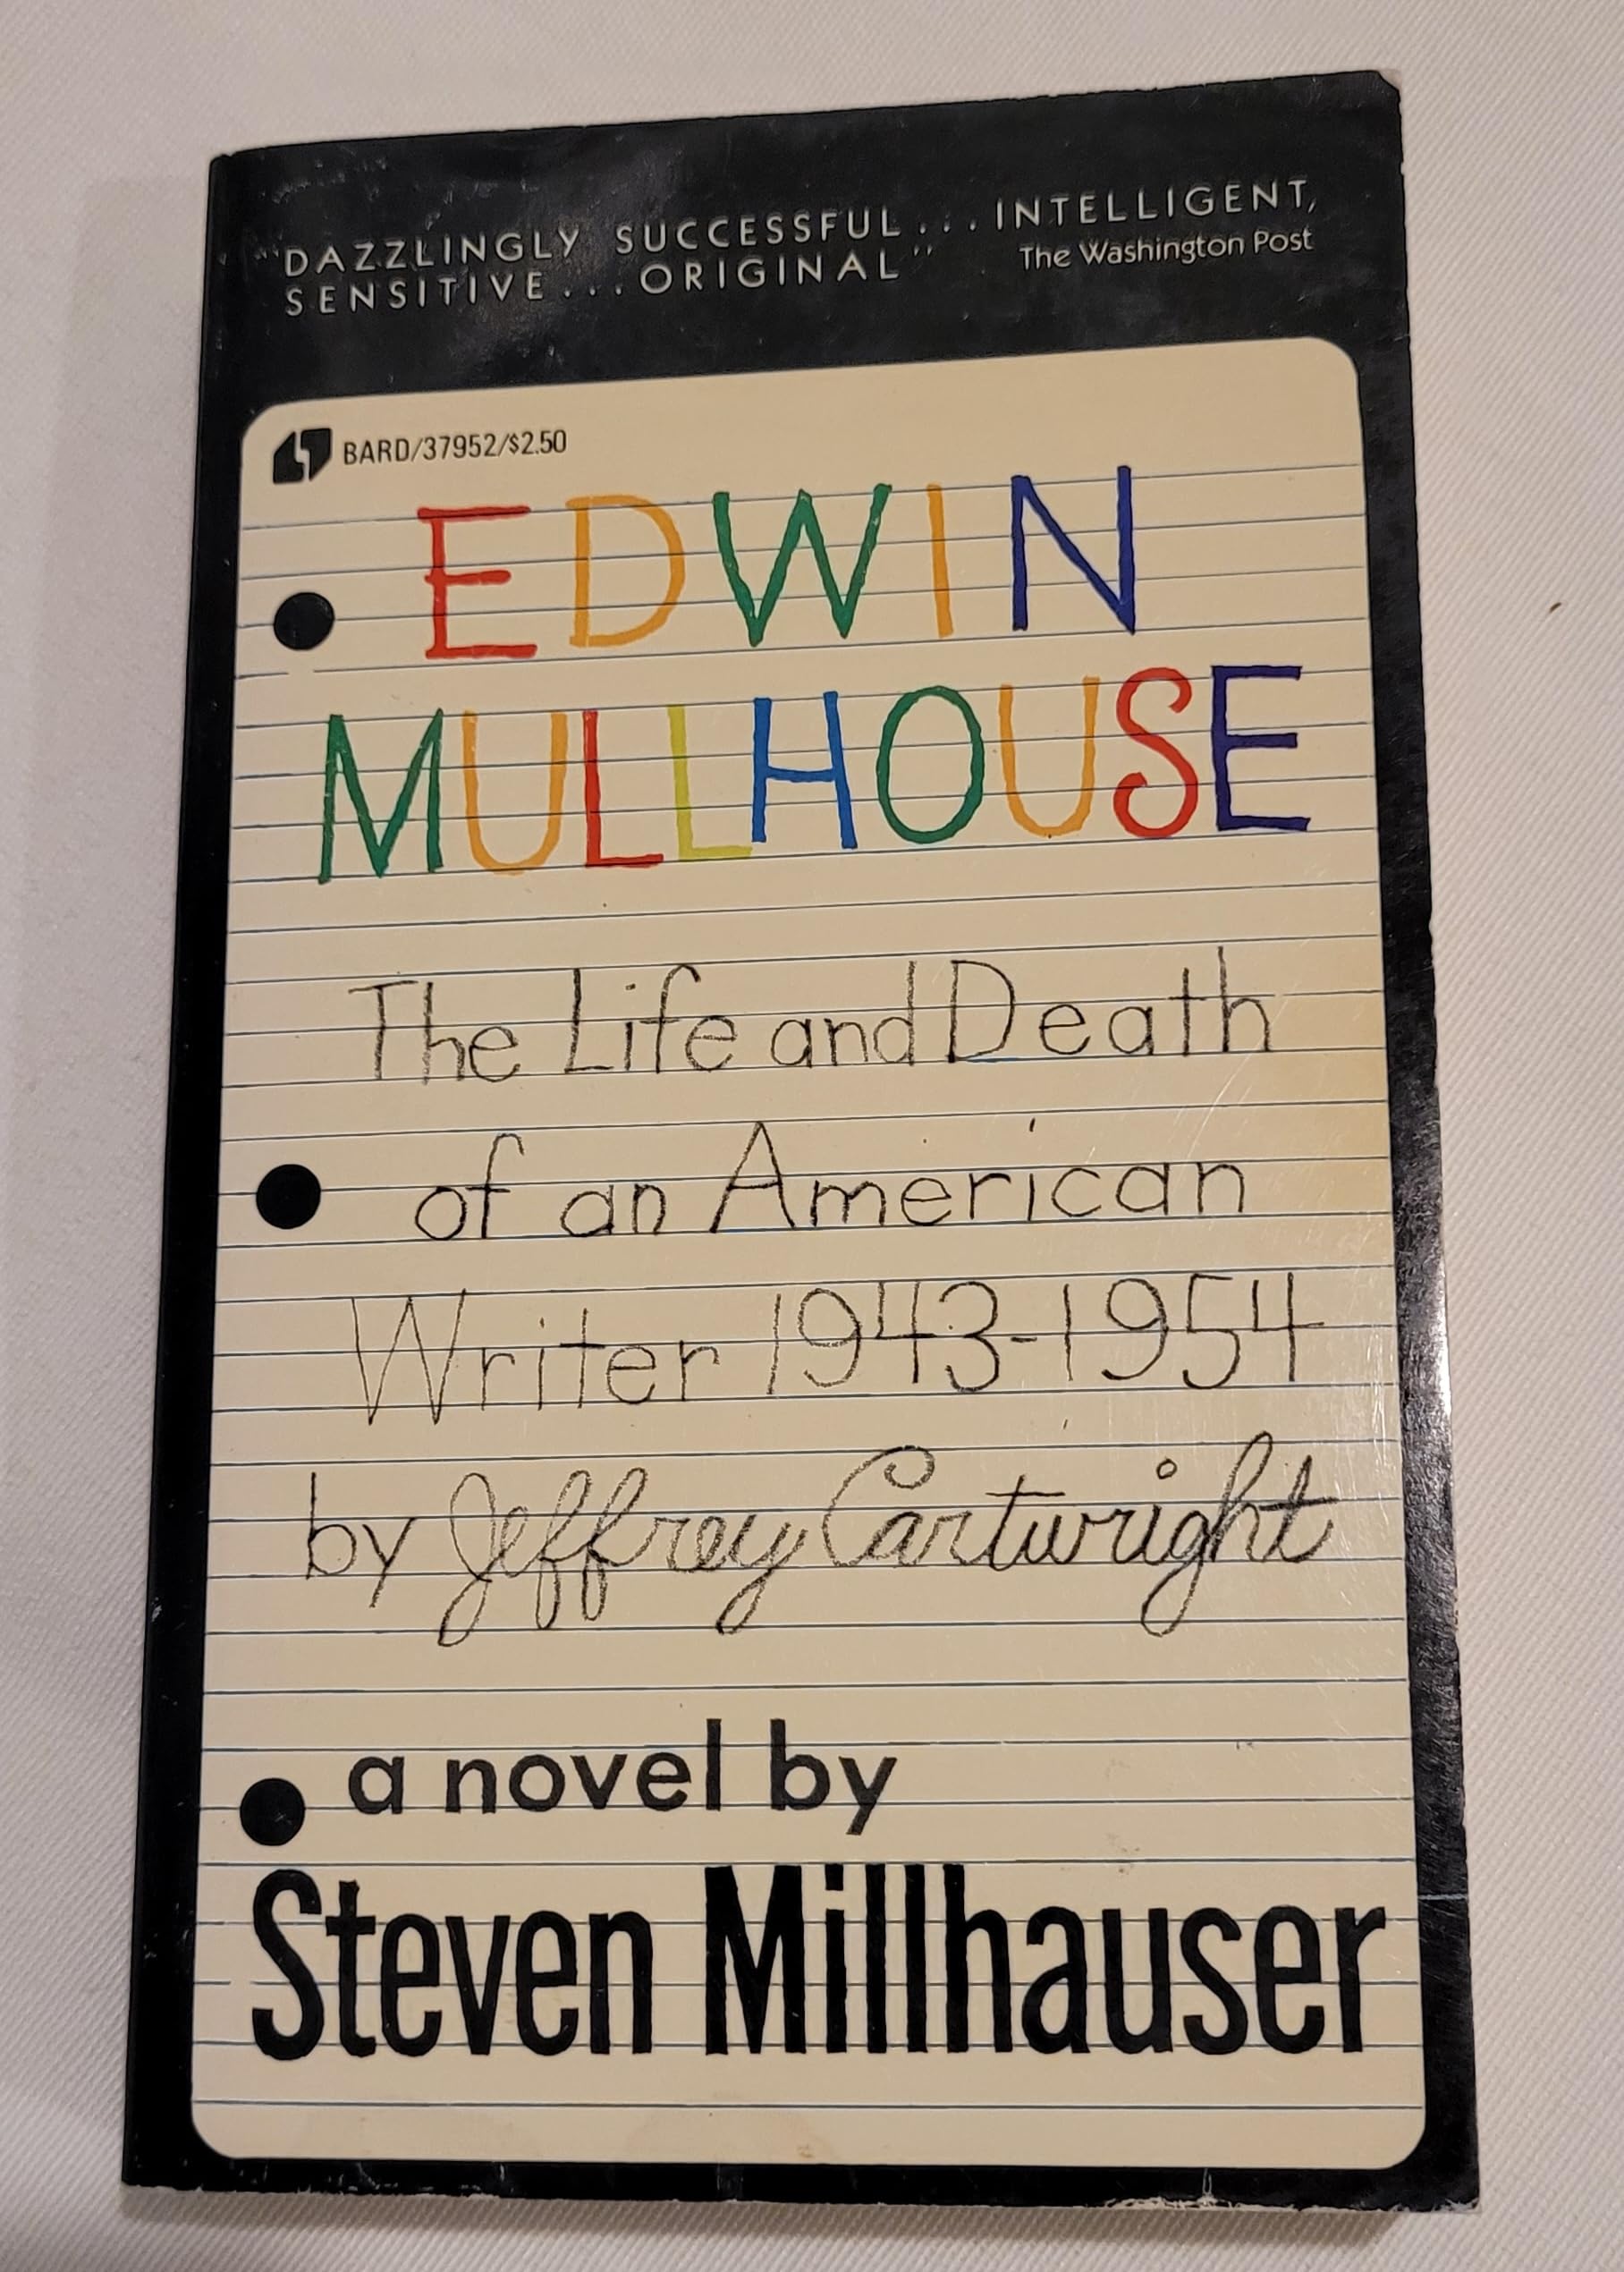 "DAZZLINGLY SUCCESSFUL...INTELLIGENT,
SENSITIVE...ORIGINAL" The Washington Post
BARD/37952/$2.50
EDWIN
MULLHOUSE
The Life and Death
of an American
Writer 1943-1954
by Jeffrey Cartwright
a novel by
Steven Millhauser